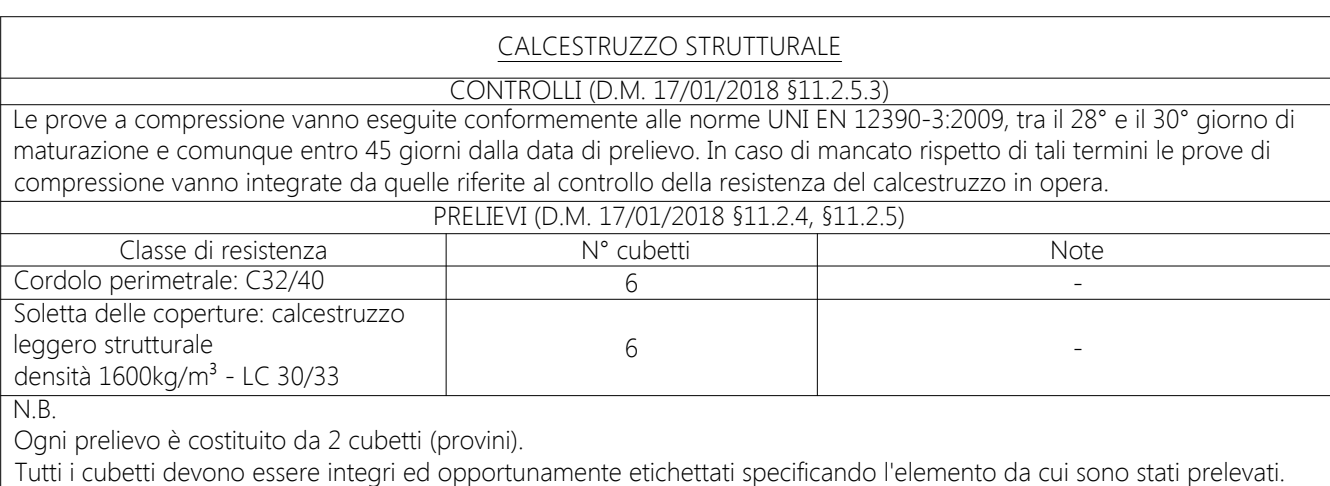 CALCESTRUZZO STRUTTURALE
CONTROLLI (D.M. 17/01/2018 §11.2.5.3)
Le prove a compressione vanno eseguite conformemente alle norme UNI EN 12390-3:2009, tra il 28° e il 30° giorno di
maturazione e comunque entro 45 giorni dalla data di prelievo. In caso di mancato rispetto di tali termini le prove di
compressione vanno integrate da quelle riferite al controllo della resistenza del calcestruzzo in opera.
PRELIEVI (D.M. 17/01/2018 §11.2.4, §11.2.5)
Classe di resistenza N° cubetti Note
Cordolo perimetrale: C32/40 6 -
Soletta delle coperture: calcestruzzo
leggero strutturale 6 -
densità 1600kg/m³ - LC 30/33
N.B.
Ogni prelievo è costituito da 2 cubetti (provini).
Tutti i cubetti devono essere integri ed opportunamente etichettati specificando l'elemento da cui sono stati prelevati.